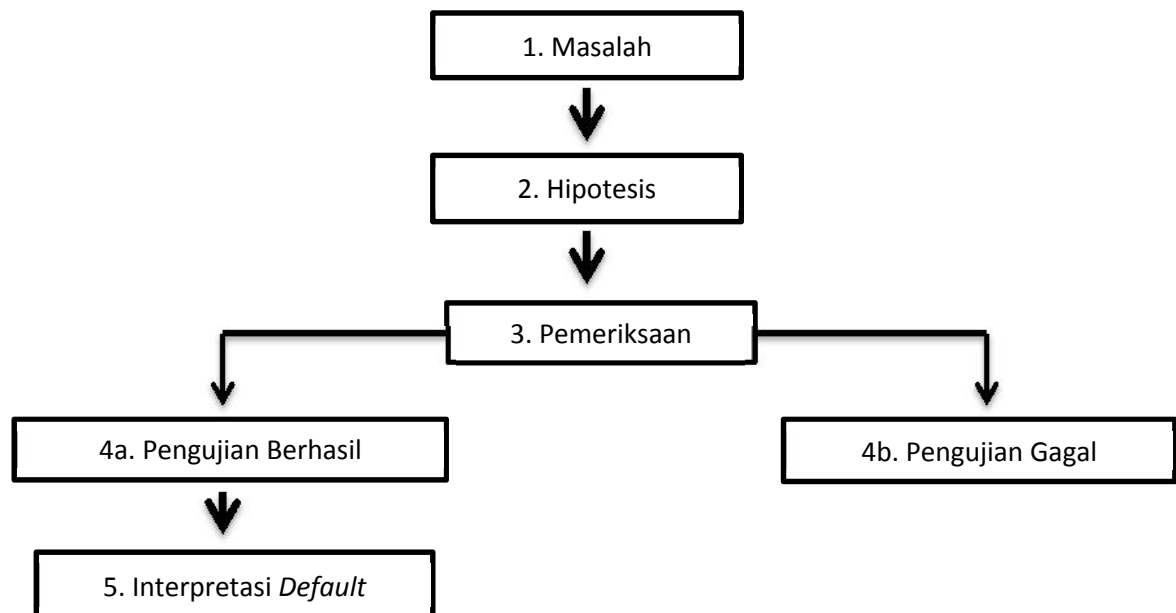 1. Masalah
2. Hipotesis
3. Pemeriksaan
4a. Pengujian Berhasil
4b. Pengujian Gagal
5. Interpretasi Default